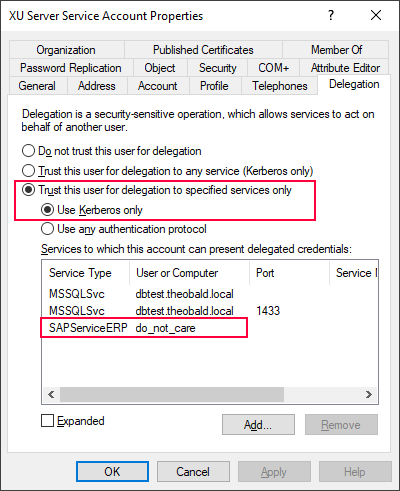 XU Server Service Account Properties
? ×
Organization Published Certificates Member Of
Password Replication Object Security COM+ Attribute Editor
General Address Account Profile Telephones Delegation
Delegation is a security-sensitive operation, which allows services to act on
behalf of another user.
Do not trust this user for delegation
Trust this user for delegation to any service (Kerberos only)
Trust this user for delegation to specified services only
Use Kerberos only
Use any authentication protocol
Services to which this account can present delegated credentials:
Service Type User or Computer Port Service I
MSSQLSvc dbtest.theobald.local
MSSQLSvc dbtest.theobald.local 1433
SAPServiceERP do_not_care
Expanded
Add... Remove
OK Cancel Apply Help